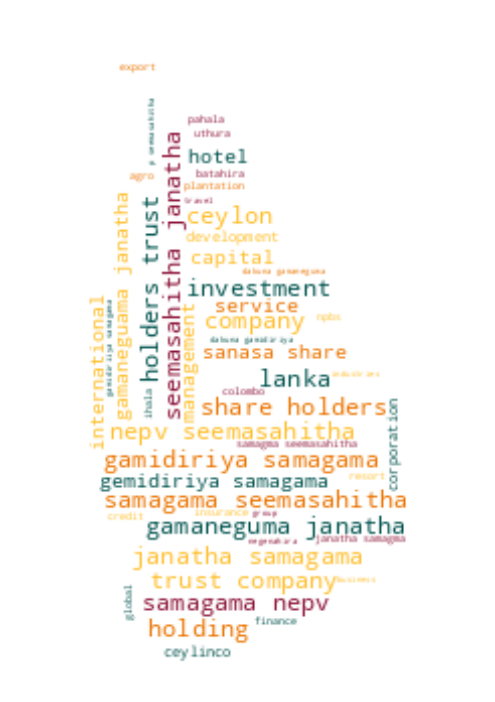 export
p seemasahitha
pahala
uthura
hotel
batahira
agro
plantation
travel
seemasahitha janatha
holders trust
gamaneguama janatha
ceylon
development
capital
dakuna gamaneguma
investment
service
company
npbs
management
international
gamidiriya samagama
dakuna gamidiriya
sanasa share
lanka
industries
colombo
ihala
share holders
corporation
nepv seemasahitha
samagma seemasahitha
gamidiriya samagama
resort
gemidiriya samagama
samagama seemasahitha
insurance
group
credit
gamaneguma janatha
negenahira
janatha samagma
janatha samagama
trust company
business
global
samagama nepv
finance
holding
ceylinco